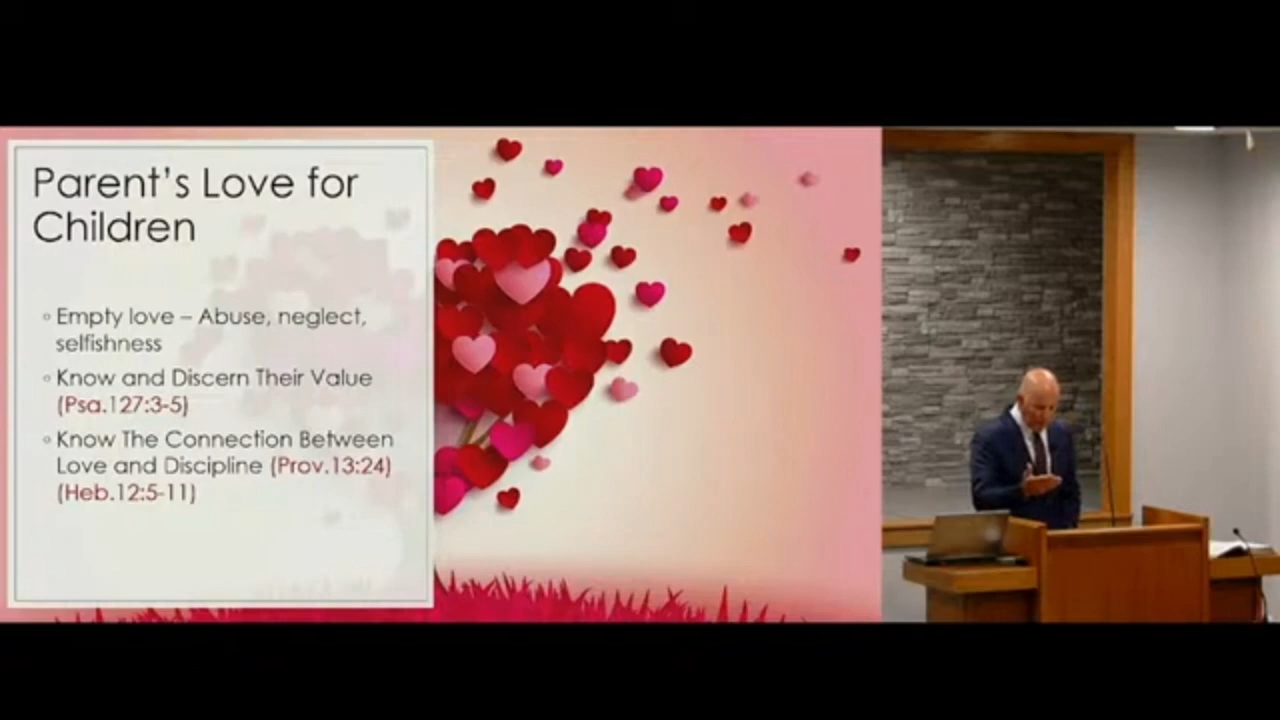 Parent’s Love for
Children
◦ Empty love – Abuse, neglect,
selfishness
◦ Know and Discern Their Value
(Psa.127:3-5)
◦ Know The Connection Between
Love and Discipline (Prov.13:24)
(Heb.12:5-11)